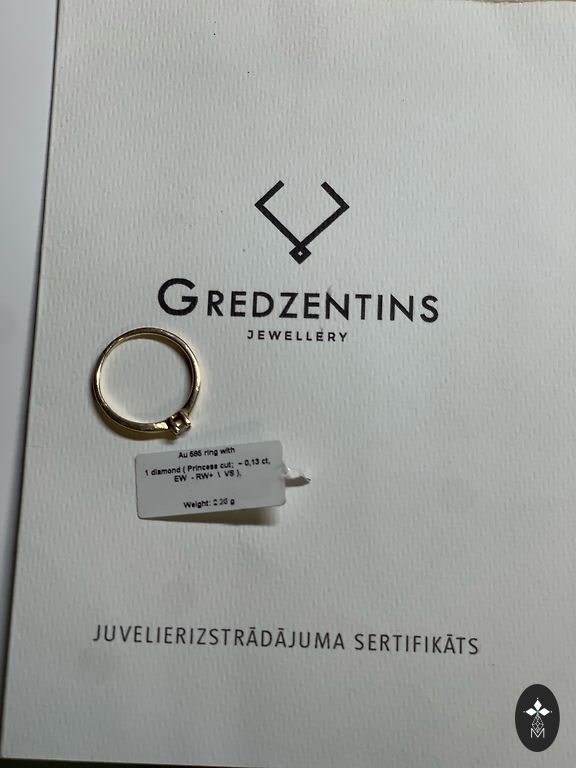 GREDZENTINS
JEWELLERY
Au 585 ring with
1 diamond ( Princess cut; ~ 0,13 ct,
EW - RW+ \ VS ),
Weight: g
JUVELIERIZSTRĀDĀJUMA SERTIFIKĀTS
M